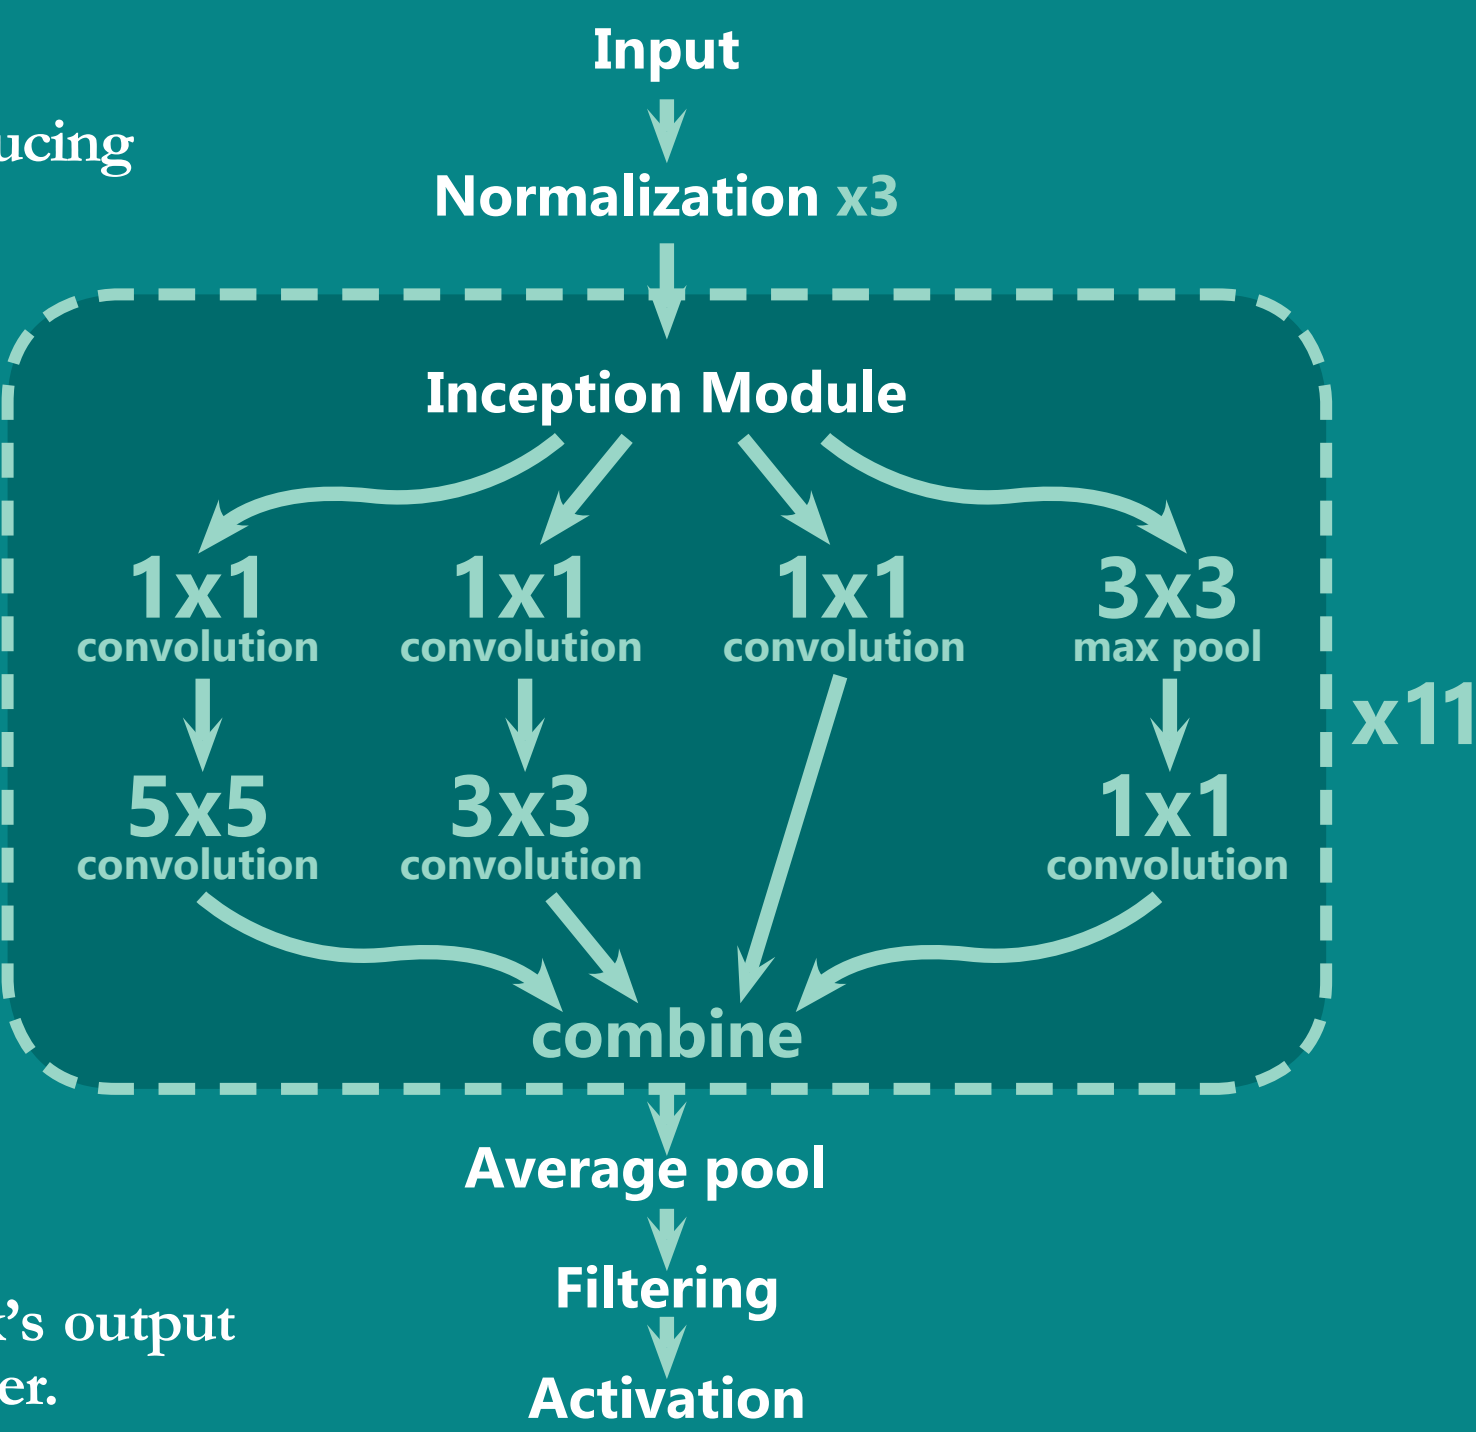 Input
ucing
Normalization x3
Inception Module
1x1 1x1 1x1 3x3
convolution convolution convolution max pool
x11
5x5 3x3 1x1
convolution convolution convolution
combine
Average pool
Filtering
's output
er.
Activation